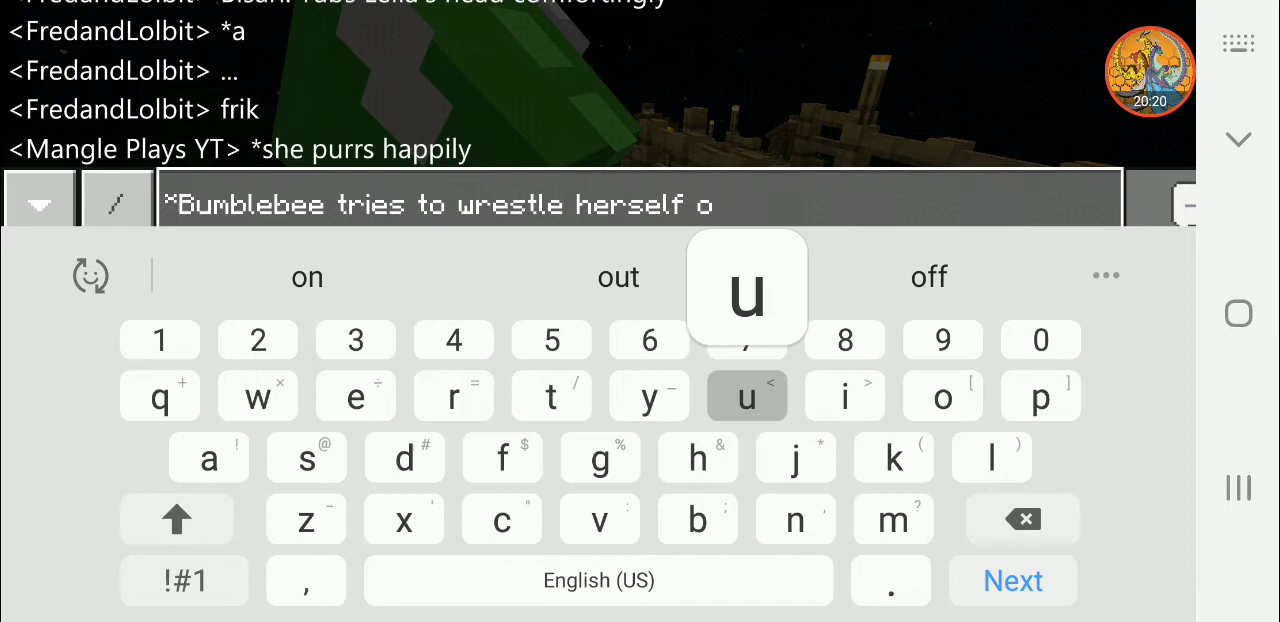 <FredandLolbit> *a
<FredandLolbit> ...
<FredandLolbit> frik
<Mangle Plays YT> *she purrs happily
/ *Bumblebee tries to wrestle herself o
20:20
on out off
u
1 2 3 4 5 6 8 9 0
q + w × e ÷ r = t / y _ u < i > o [ p ]
a ! s @ d # f $ g % h & j * k ( l )
z - x ' c " v : b ; n , m ?
!#1 , English (US) . Next